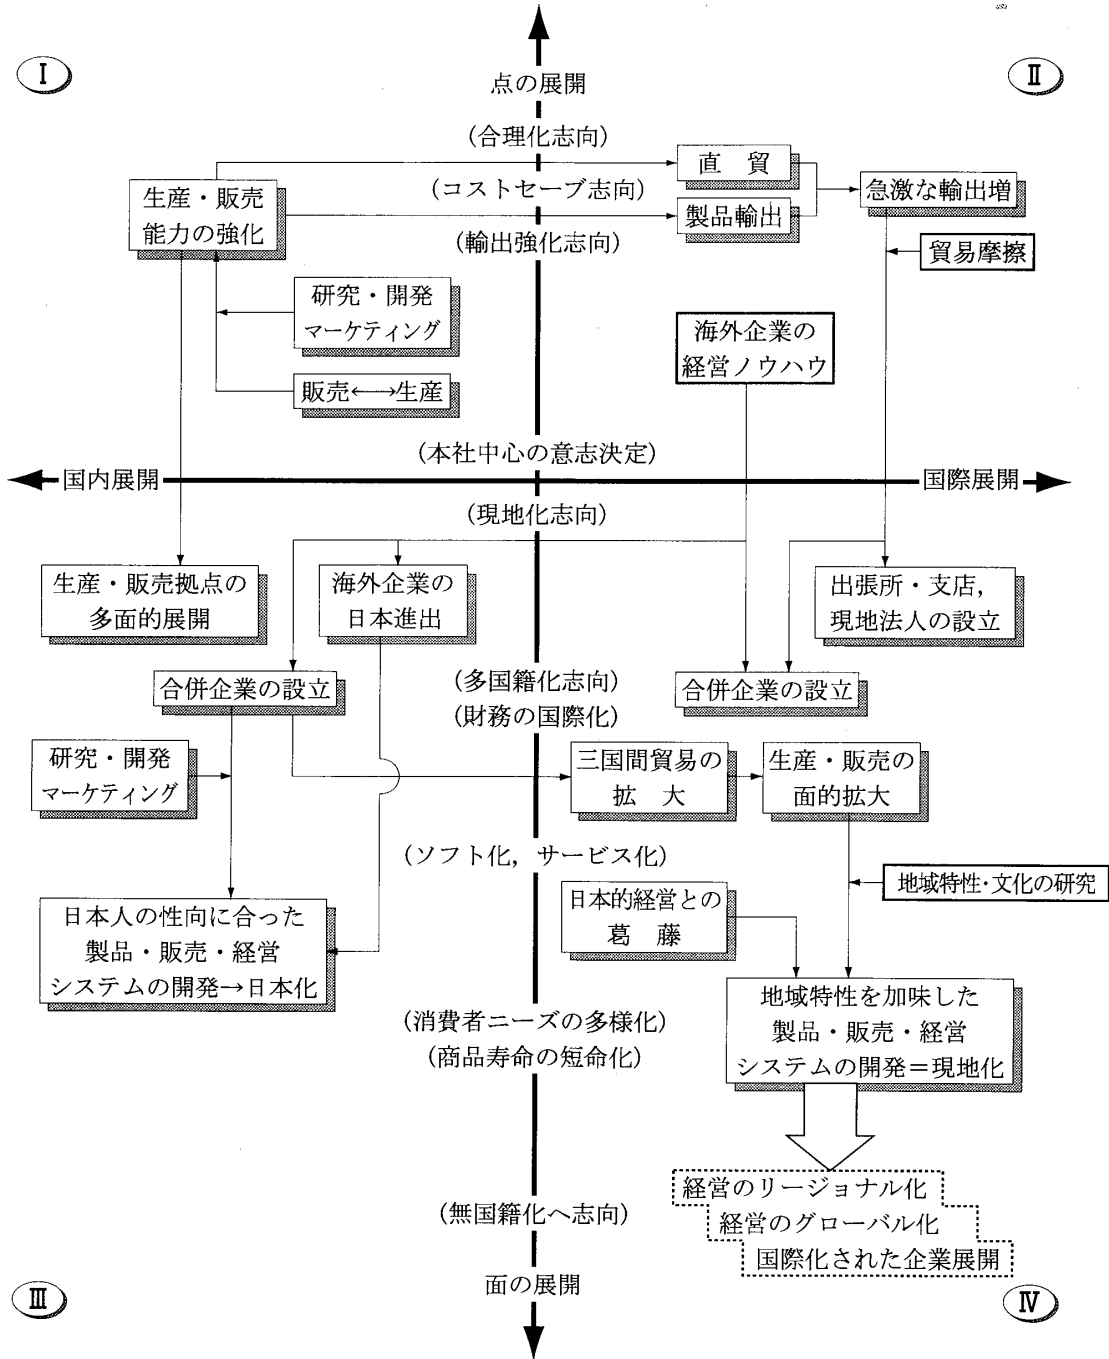 Ⅰ
Ⅱ
点の展開
(合理化志向)
直　貿
生産・販売
能力の強化
(コストセーブ志向)
急激な輸出増
製品輸出
(輸出強化志向)
貿易摩擦
研究・開発
マーケティング
海外企業の
経営ノウハウ
販売←→生産
(本社中心の意志決定)
国内展開
国際展開
(現地化志向)
生産・販売拠点の
多面的展開
海外企業の
日本進出
出張所・支店,
現地法人の設立
合併企業の設立
(多国籍化志向)
(財務の国際化)
合併企業の設立
研究・開発
マーケティング
三国間貿易の
拡　大
生産・販売の
面的拡大
(ソフト化, サービス化)
地域特性・文化の研究
日本的経営との
葛　藤
日本人の性向に合った
製品・販売・経営
システムの開発→日本化
地域特性を加味した
製品・販売・経営
システムの開発＝現地化
(消費者ニーズの多様化)
(商品寿命の短命化)
経営のリージョナル化
経営のグローバル化
国際化された企業展開
(無国籍化へ志向)
面の展開
Ⅲ
Ⅳ